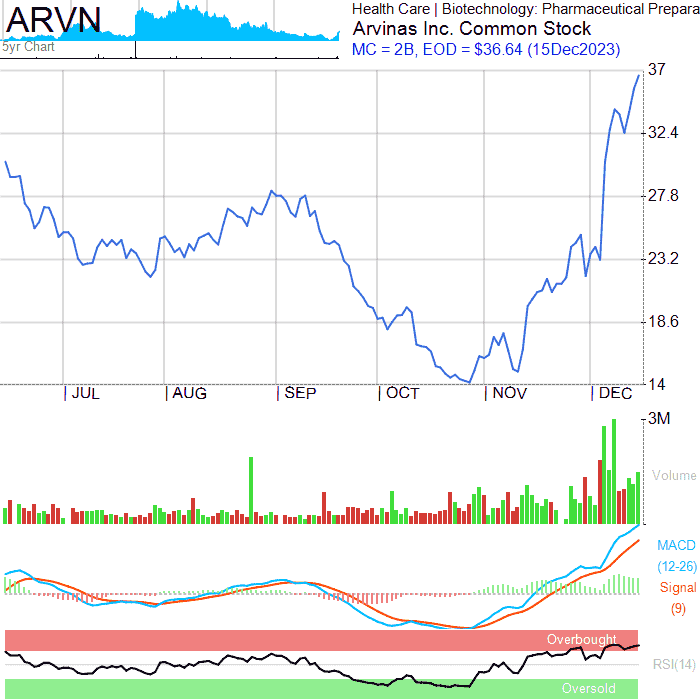 ARVN
5yr Chart
Health Care | Biotechnology: Pharmaceutical Prepara
Arvinas Inc. Common Stock
MC = 2B, EOD = $36.64 (15Dec2023)
37
32.4
27.8
23.2
18.6
14
JUL
AUG
SEP
OCT
NOV
DEC
3M
Volume
MACD
(12-26)
Signal
(9)
Overbought
RSI(14)
Oversold